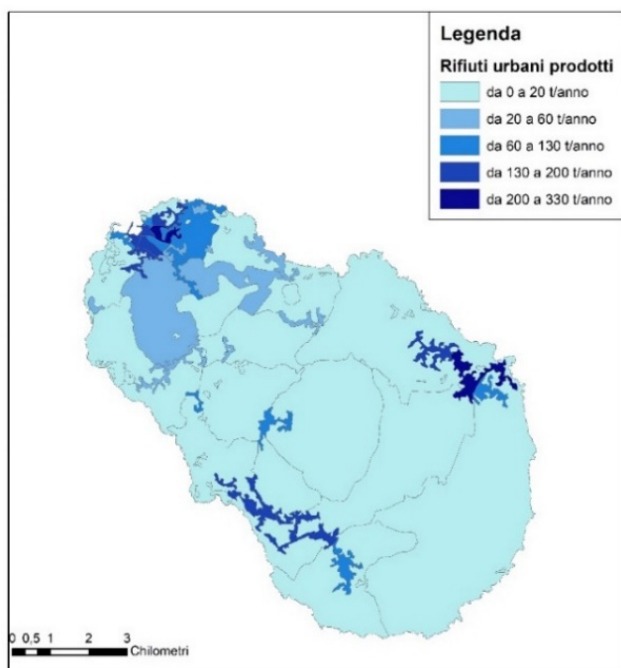 Legenda
Rifiuti urbani prodotti
da 0 a 20 t/anno
da 20 a 60 t/anno
da 60 a 130 t/anno
da 130 a 200 t/anno
da 200 a 330 t/anno
0 0,5 1 2 3
Chilometri